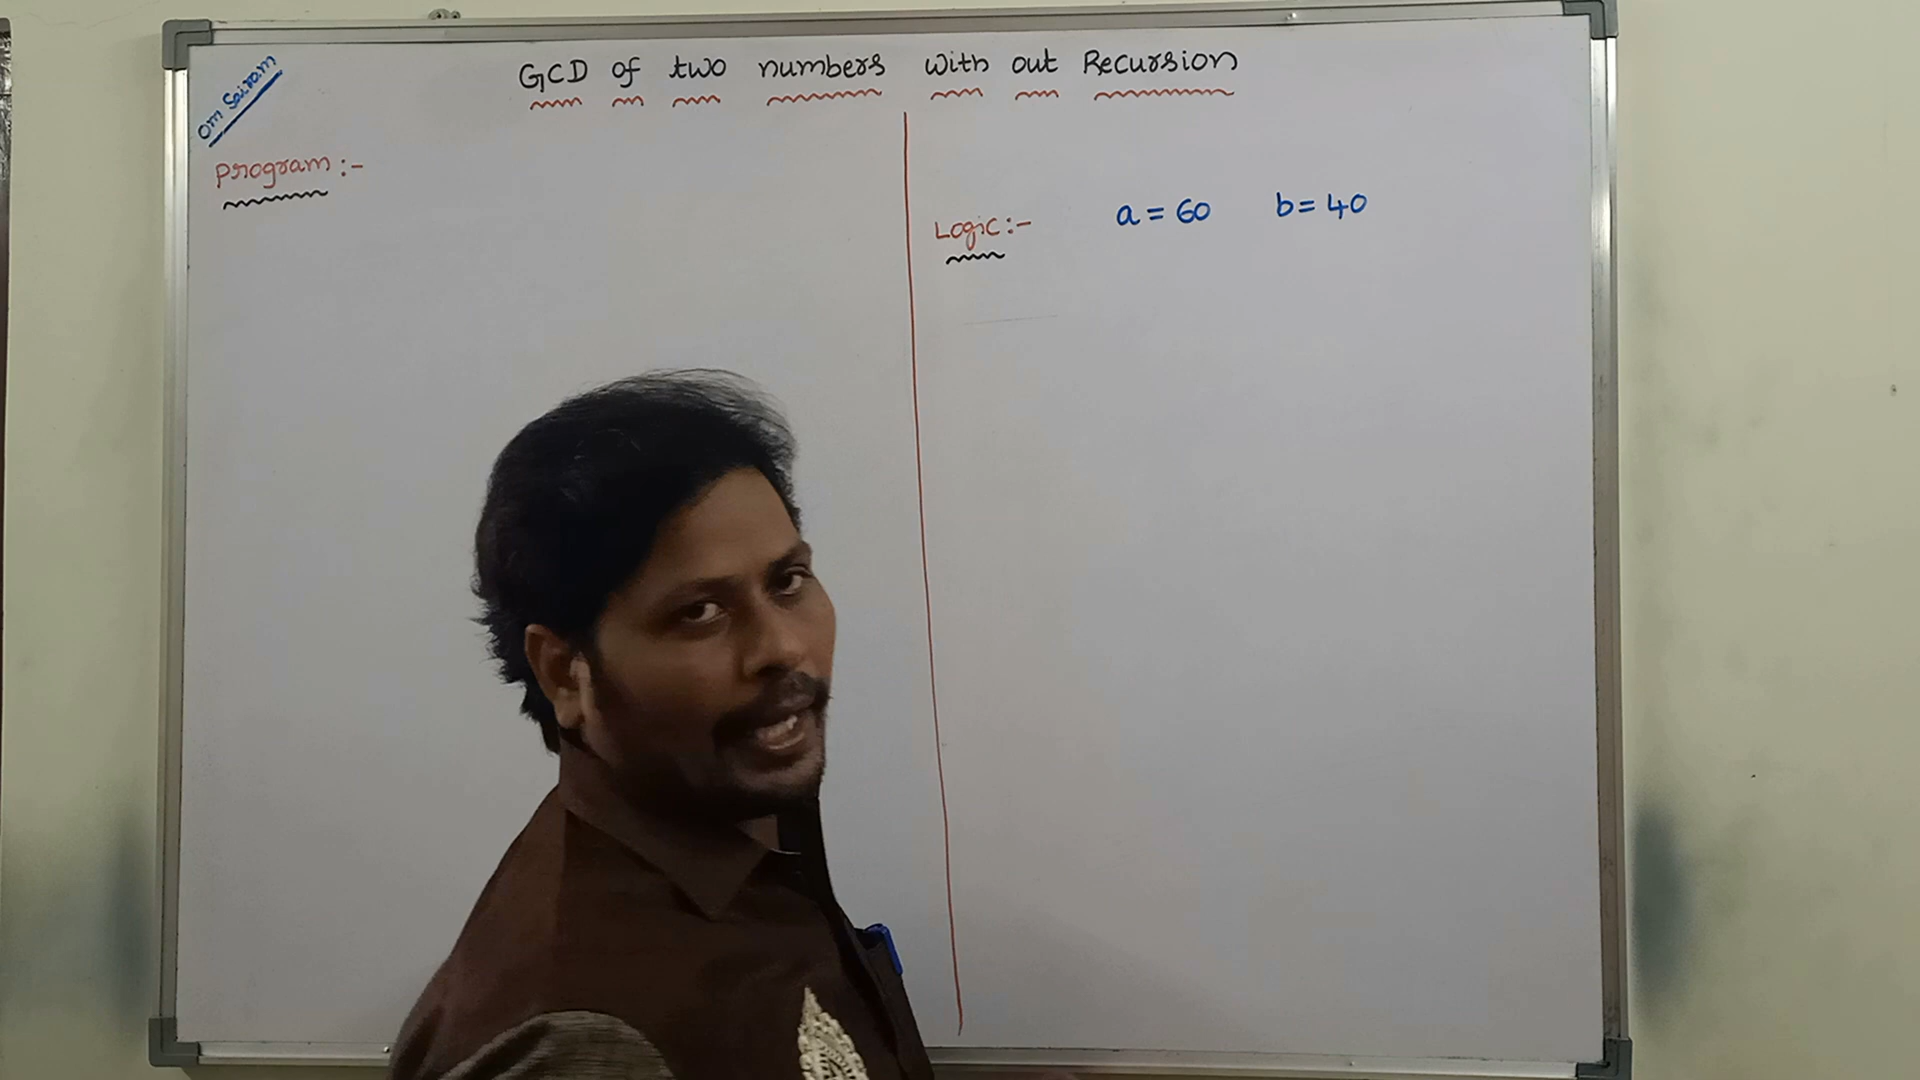 Om Sairam
GCD of two numbers with out Recursion
Program :-
Logic :- a = 60 b = 40